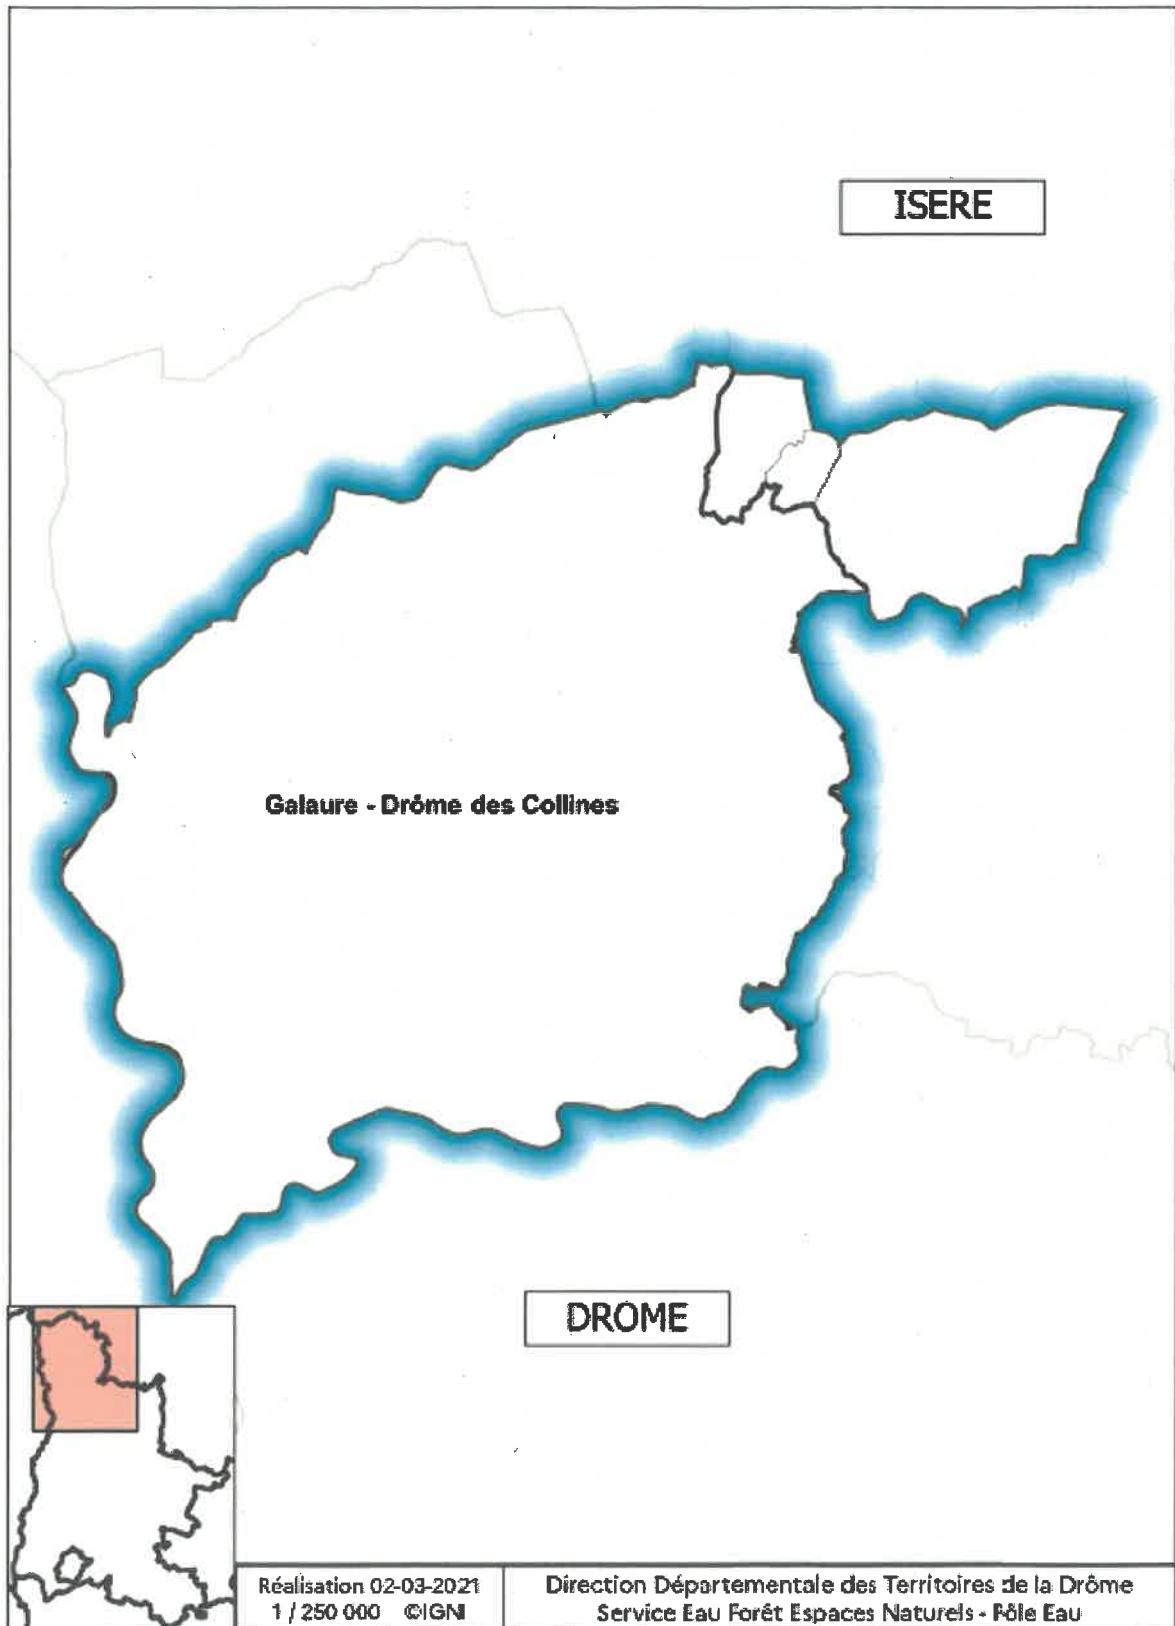 ISERE
Galaure - Drôme des Collines
DROME
Réalisation 02-03-2021
1 / 250 000 ©IGN
Direction Départementale des Territoires de la Drôme
Service Eau Forêt Espaces Naturels - Pôle Eau